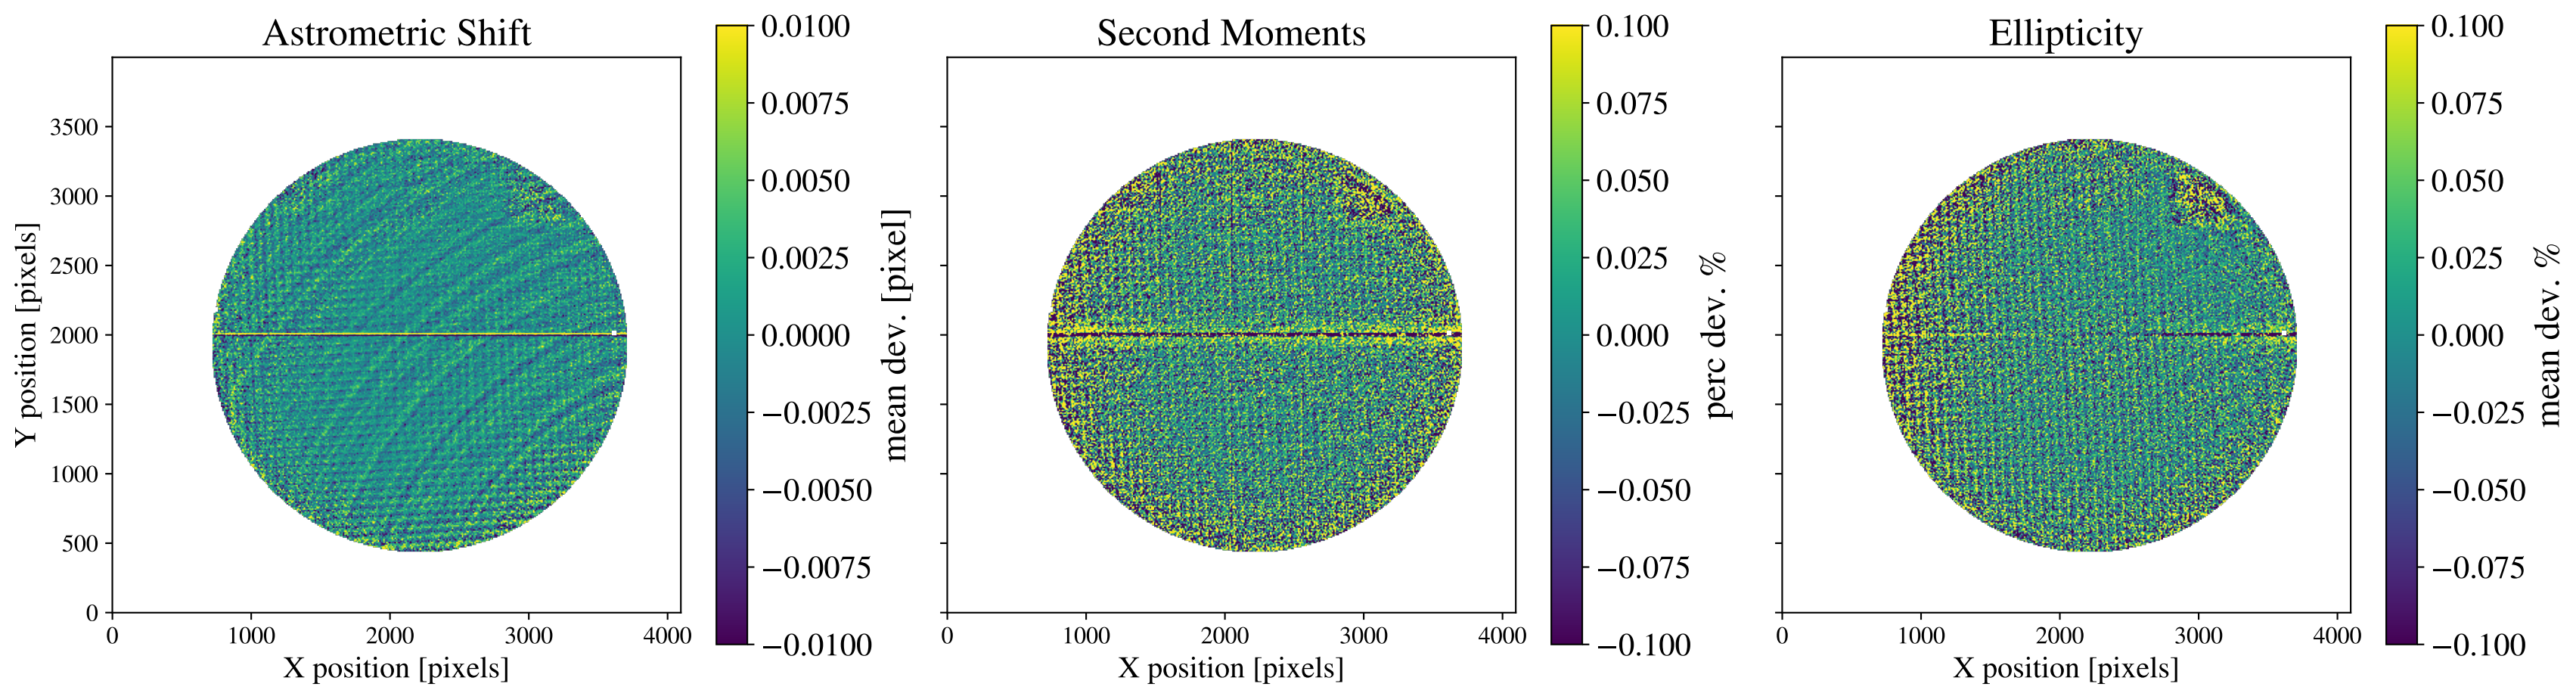 Astrometric Shift
Y position [pixels]
3500
3000
2500
2000
1500
1000
500
0
0 1000 2000 3000 4000
X position [pixels]
0.0100
0.0075
0.0050
0.0025
0.0000
−0.0025
−0.0050
−0.0075
−0.0100
mean dev. [pixel]
Second Moments
0 1000 2000 3000 4000
X position [pixels]
0.100
0.075
0.050
0.025
0.000
−0.025
−0.050
−0.075
−0.100
perc dev. %
Ellipticity
0 1000 2000 3000 4000
X position [pixels]
0.100
0.075
0.050
0.025
0.000
−0.025
−0.050
−0.075
−0.100
mean dev. %